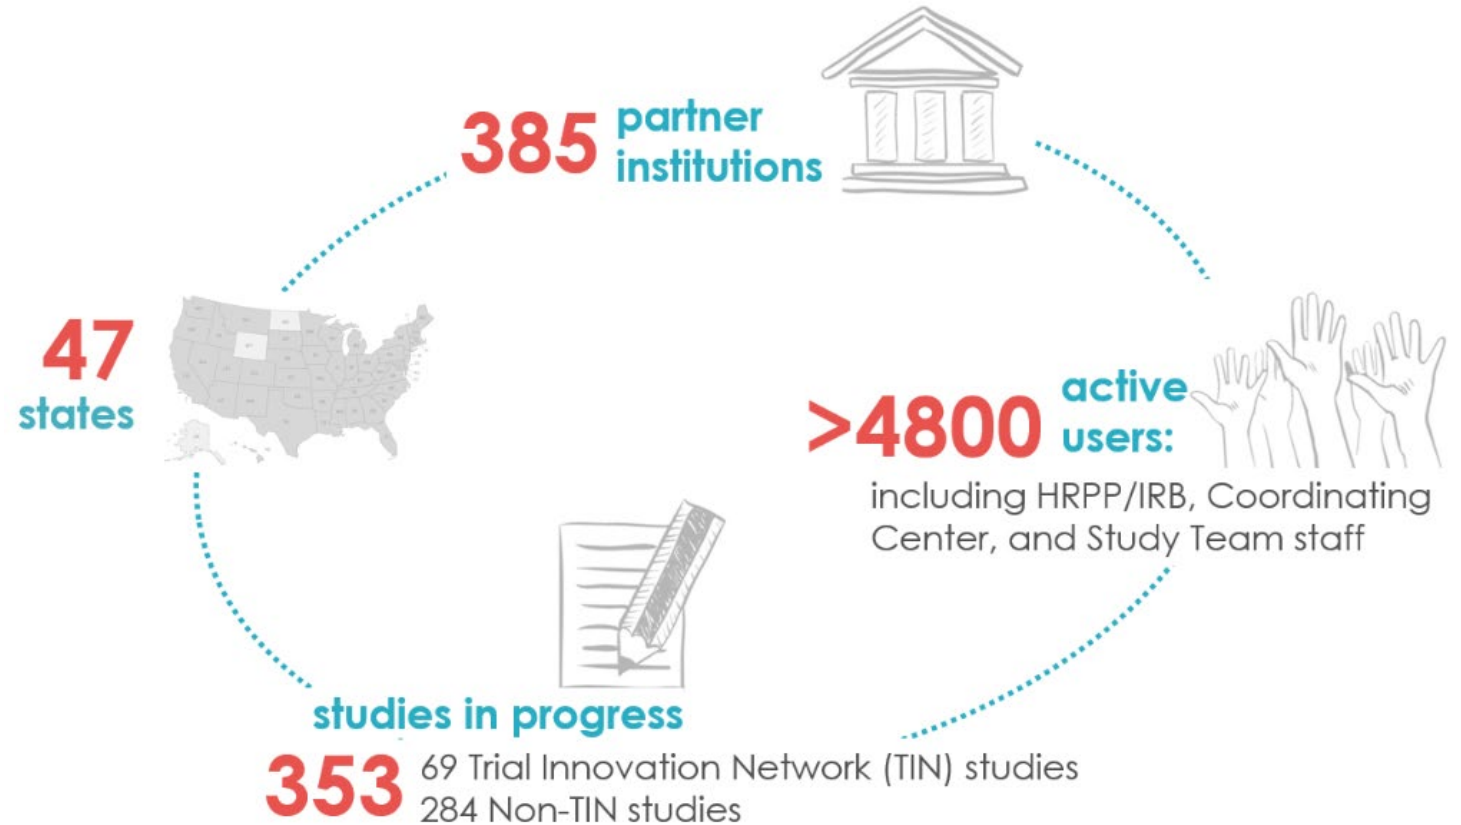 385 partner
institutions
47
states
>4800 active
users:
including HRPP/IRB, Coordinating
Center, and Study Team staff
studies in progress
353 69 Trial Innovation Network (TIN) studies
284 Non-TIN studies